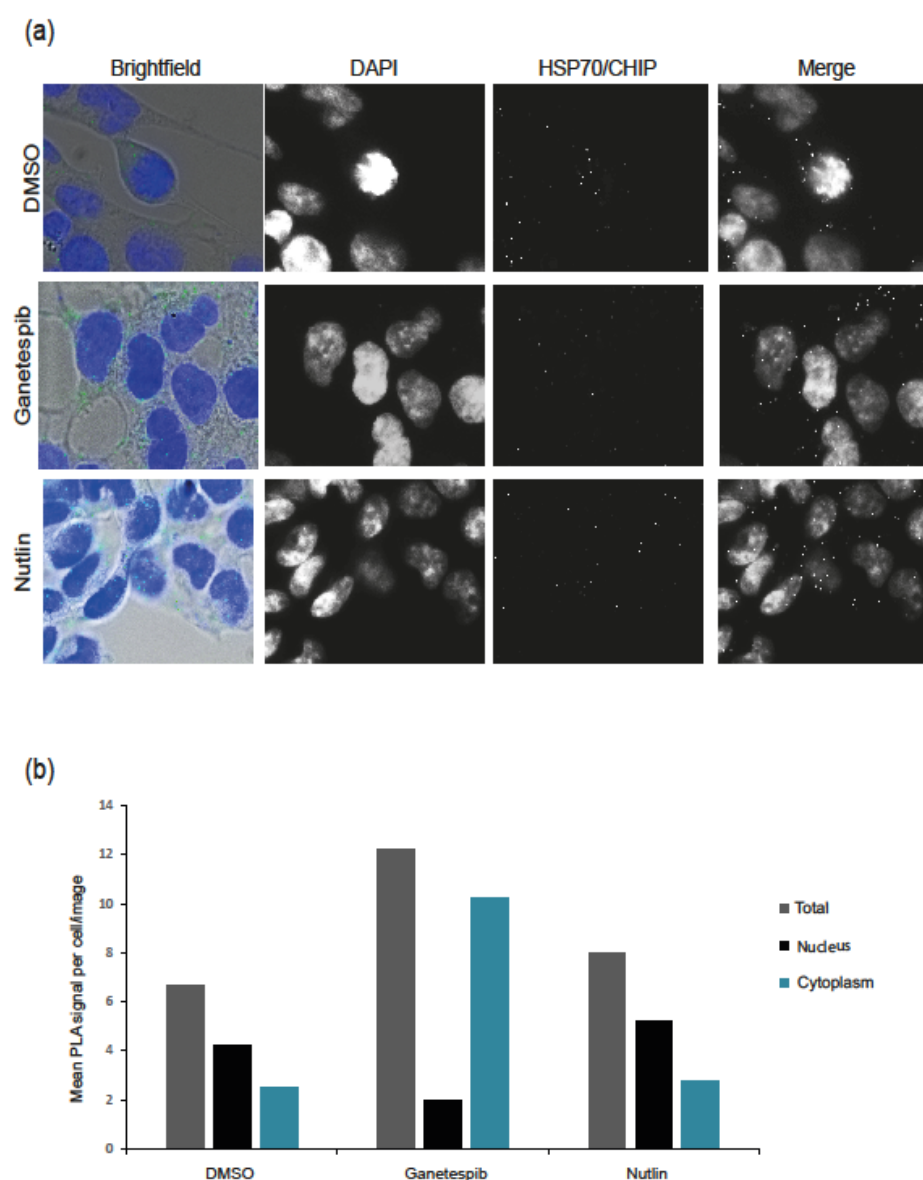 (a)
Brightfield DAPI HSP70/CHIP Merge
DMSO
Ganetespib
Nutlin
(b)
Mean PLA signal per cell/image
14
12
10
8
6
4
2
0
Total
Nucleus
Cytoplasm
DMSO Ganetespib Nutlin